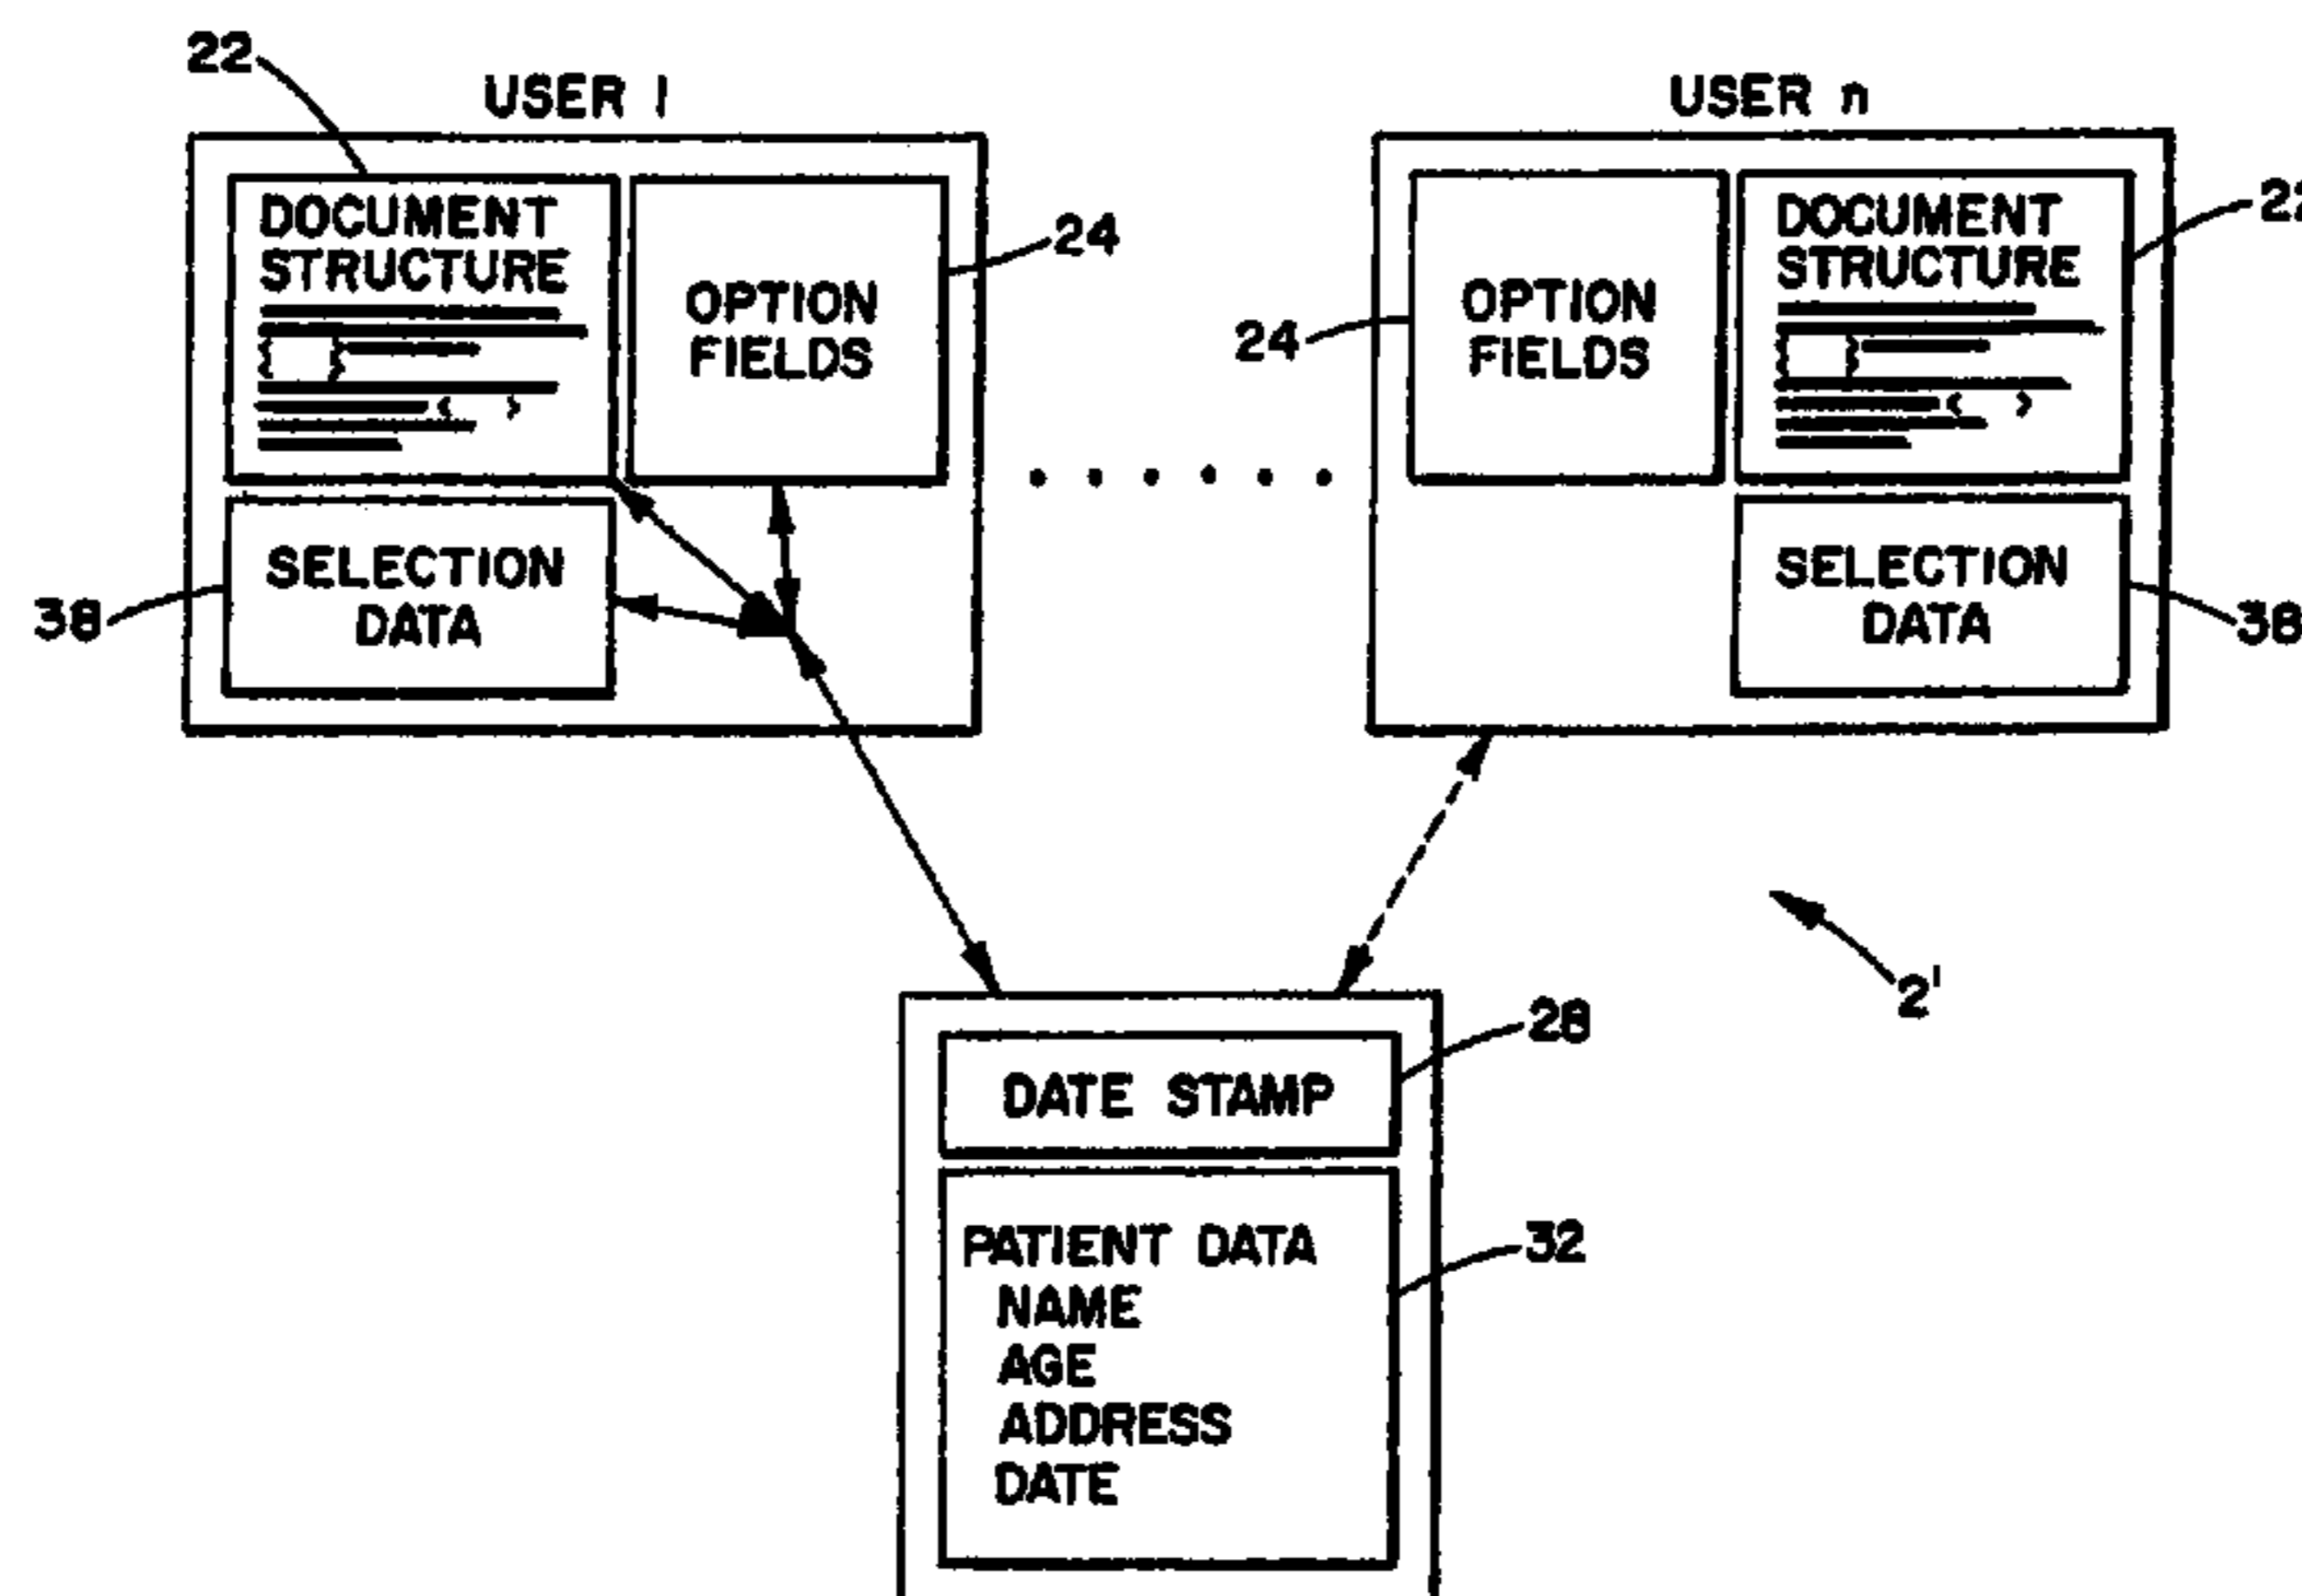 22
USER 1
USER n
DOCUMENT
STRUCTURE
24
OPTION
FIELDS
SELECTION
DATA
38
OPTION
FIELDS
24
DOCUMENT
STRUCTURE
SELECTION
DATA
38
2'
DATE STAMP
28
PATIENT DATA
32
NAME
AGE
ADDRESS
DATE